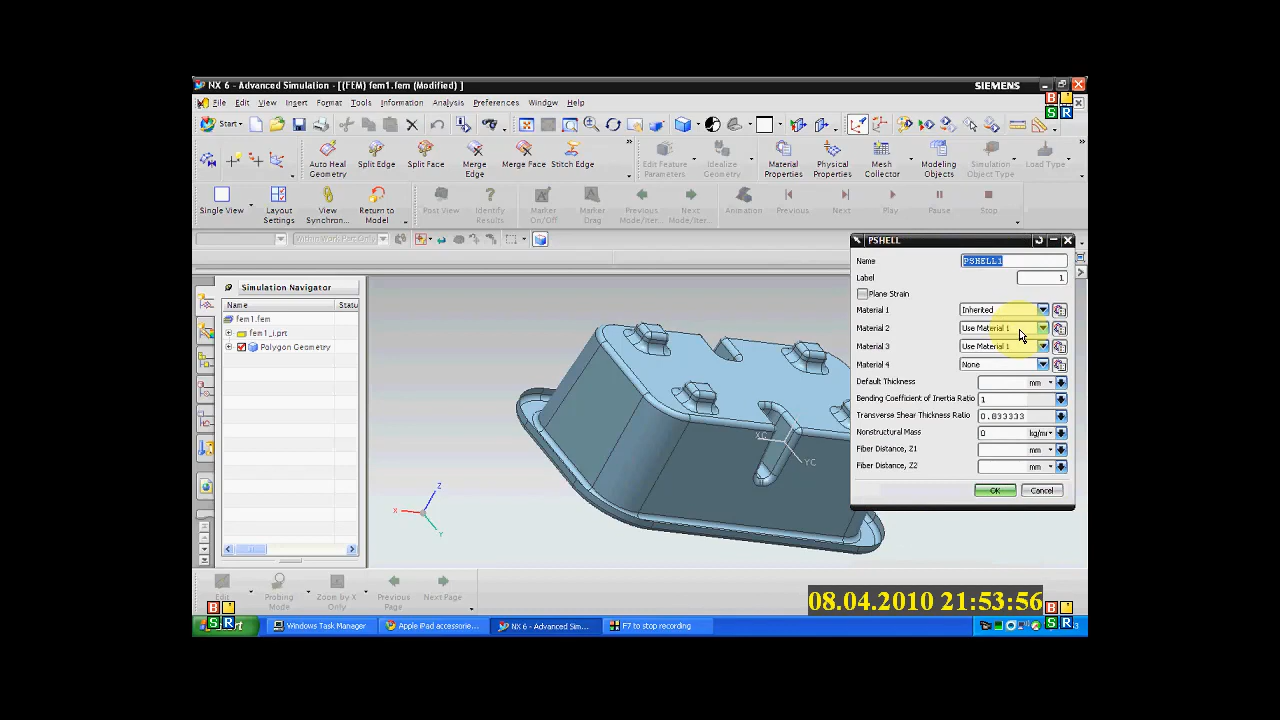 NX 6 - Advanced Simulation - [(FEM) fem1.fem (Modified) ]
SIEMENS
File Edit View Insert Format Tools Information Analysis Preferences Window Help
Start
Auto Heal Geometry
Split Edge
Split Face
Merge Edge
Merge Face
Stitch Edge
Edit Feature Parameters
Idealize Geometry
Material Properties
Physical Properties
Mesh Collector
Modeling Objects
Simulation Object Type
Load Type
Single View
Layout Settings
View Synchron...
Return to Model
Post View
Identify Results
Marker On/Off
Marker Drag
Previous Mode/Iter...
Next Mode/Iter...
Animation
Previous
Next
Play
Pause
Stop
Within Work Part Only
Simulation Navigator
Name Statu
fem1.fem
fem1_i.prt
Polygon Geometry
PSHELL
Name PSHELL1
Label 1
Plane Strain
Material 1 Inherited
Material 2 Use Material 1
Material 3 Use Material 1
Material 4 None
Default Thickness mm
Bending Coefficient of Inertia Ratio 1
Transverse Shear Thickness Ratio 0.833333
Nonstructural Mass 0
Fiber Distance, Z1 mm
Fiber Distance, Z2 mm
OK Cancel
XC
YC
Z
X
Y
Edit
Probing Mode
Zoom by X Only
Previous Page
Next Page
08.04.2010 21:53:56
B
S R
B
S R
B
S R
Windows Task Manager
Apple iPad accessorie...
NX 6 - Advanced Sim...
F7 to stop recording